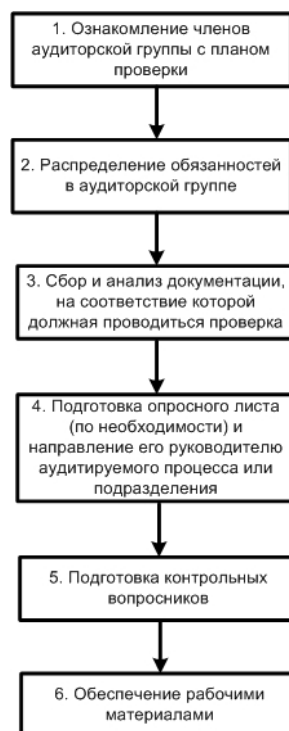 1. Ознакомление членов
аудиторской группы с планом
проверки
2. Распределение обязанностей
в аудиторской группе
3. Сбор и анализ документации,
на соответствие которой
должная проводиться проверка
4. Подготовка опросного листа
(по необходимости) и
направление его руководителю
аудитируемого процесса или
подразделения
5. Подготовка контрольных
вопросников
6. Обеспечение рабочими
материалами